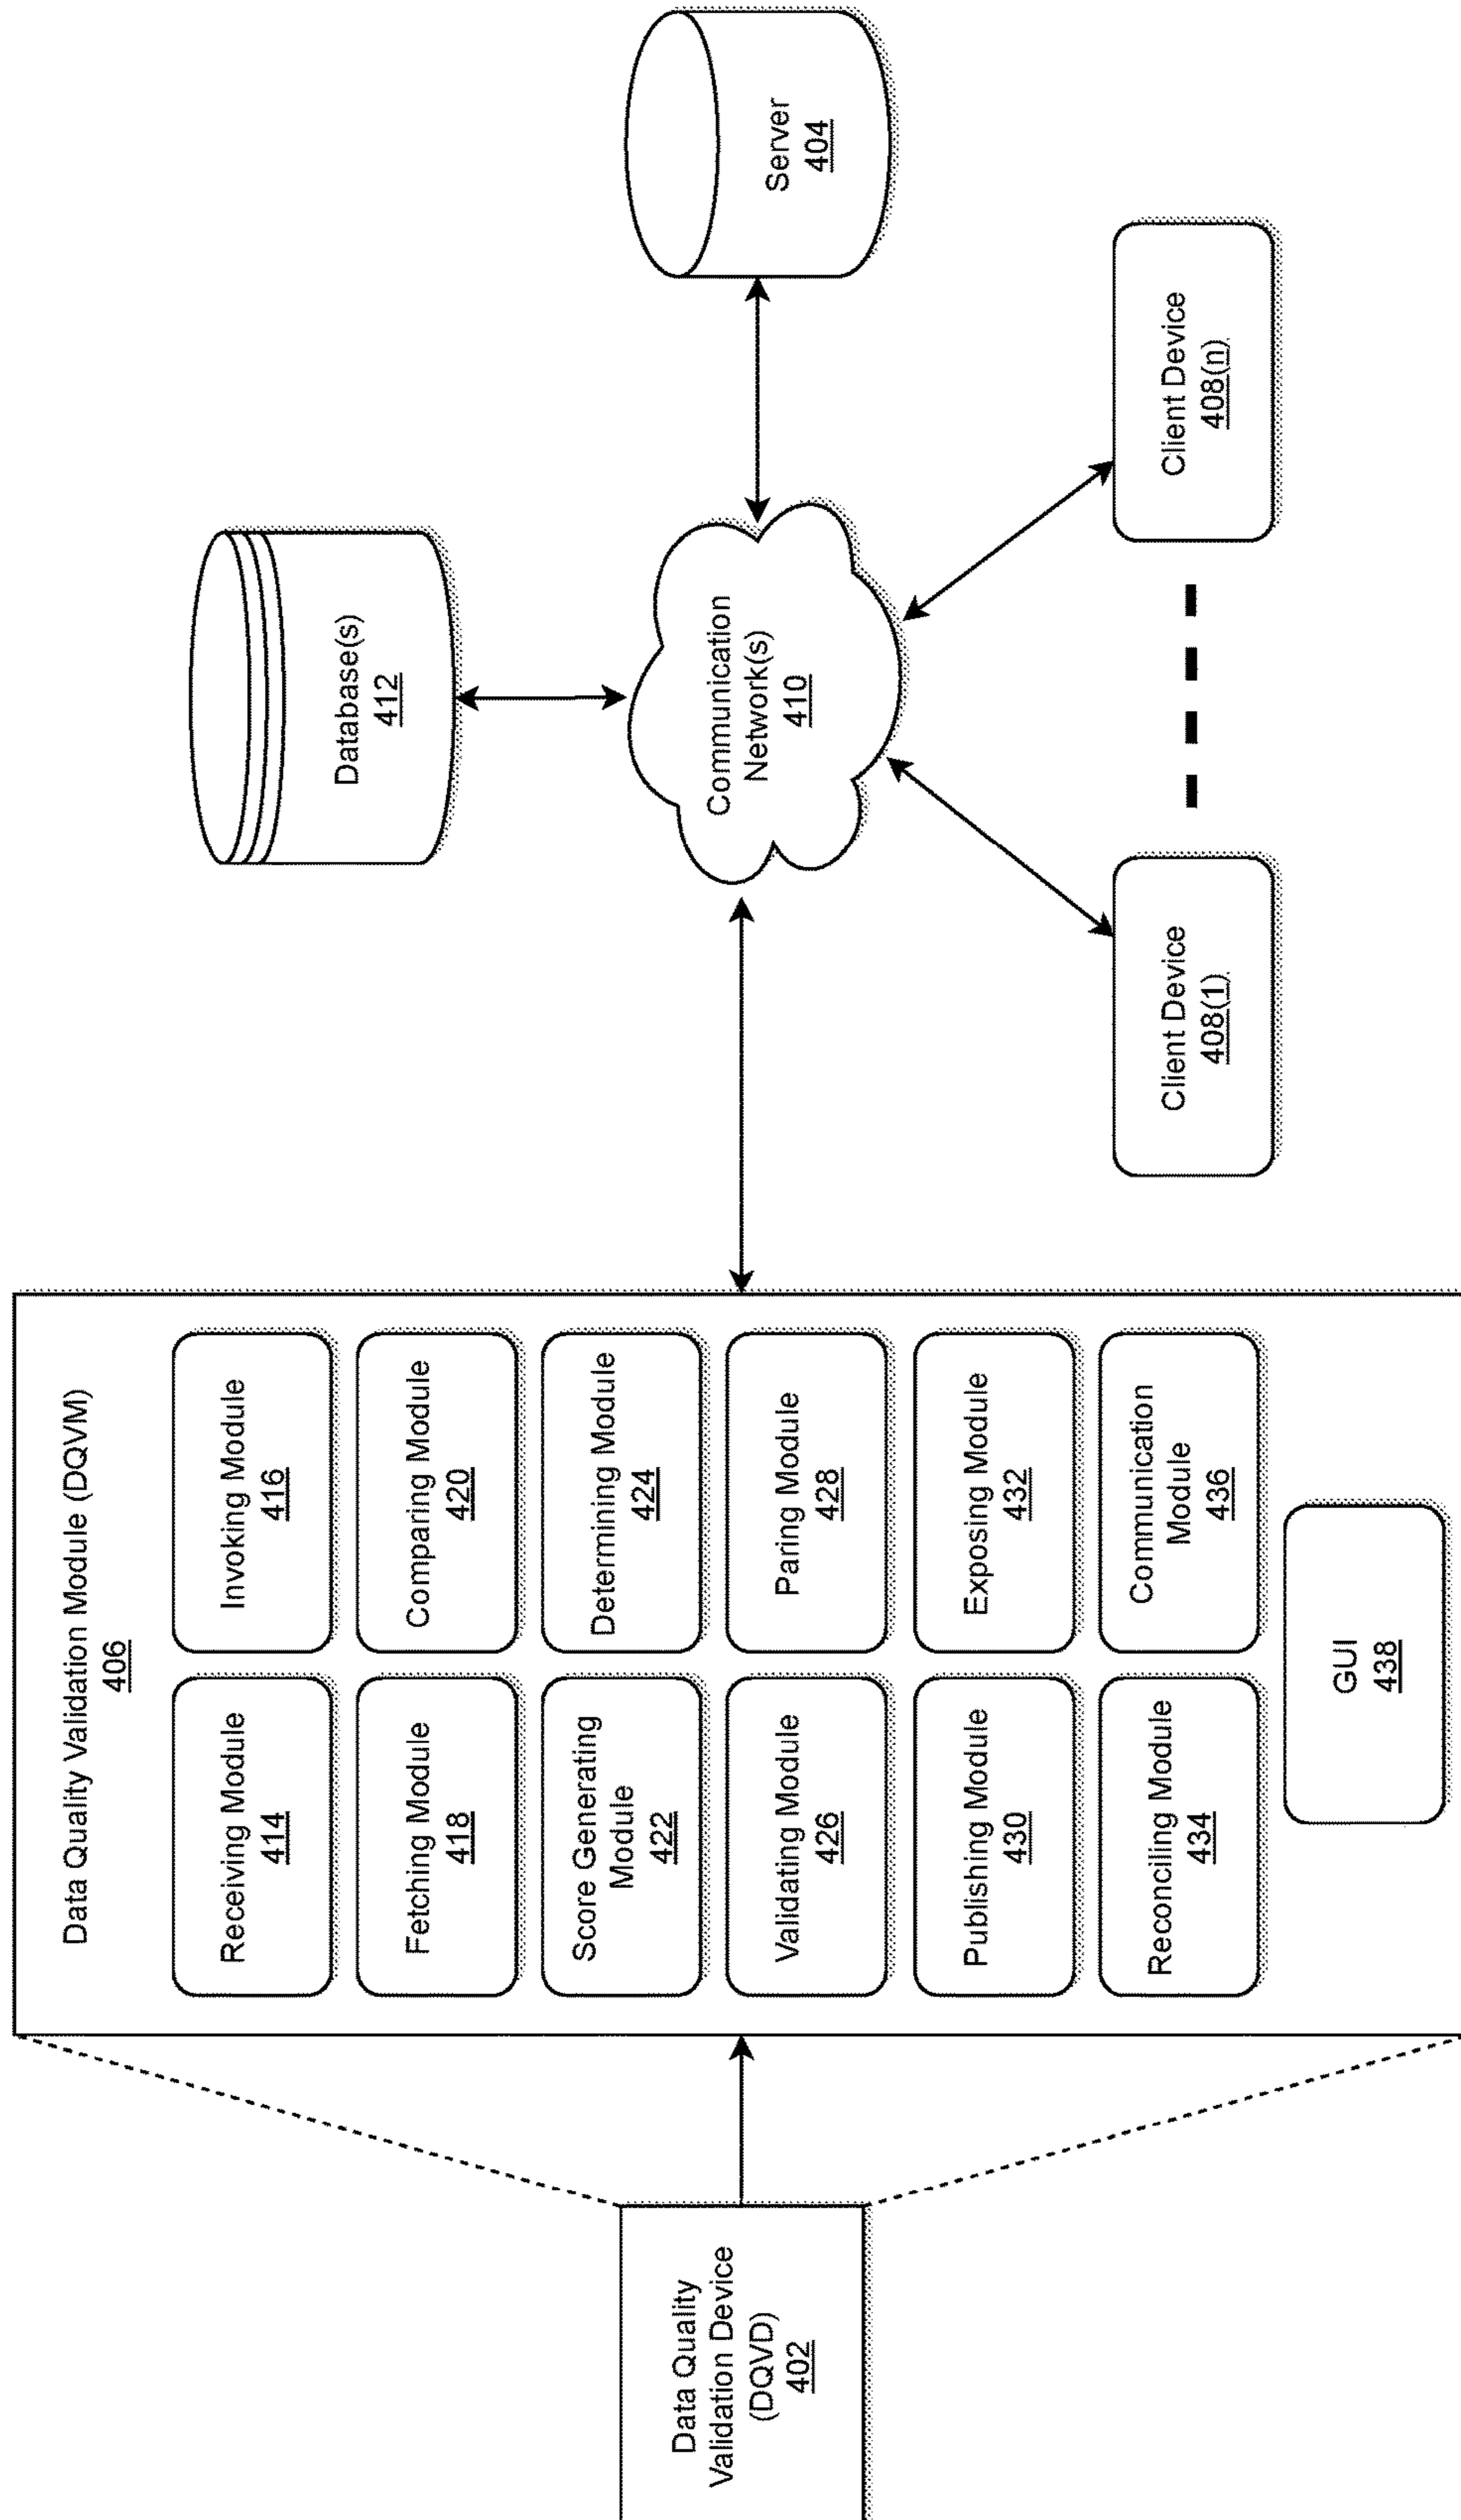 Data Quality
Validation Device
(DQVD)
402
Data Quality Validation Module (DQVM)
406
Receiving Module
414
Invoking Module
416
Fetching Module
418
Comparing Module
420
Score Generating
Module
422
Determining Module
424
Validating Module
426
Paring Module
428
Publishing Module
430
Exposing Module
432
Reconciling Module
434
Communication
Module
436
GUI
438
Database(s)
412
Communication
Network(s)
410
Server
404
Client Device
408(1)
Client Device
408(n)